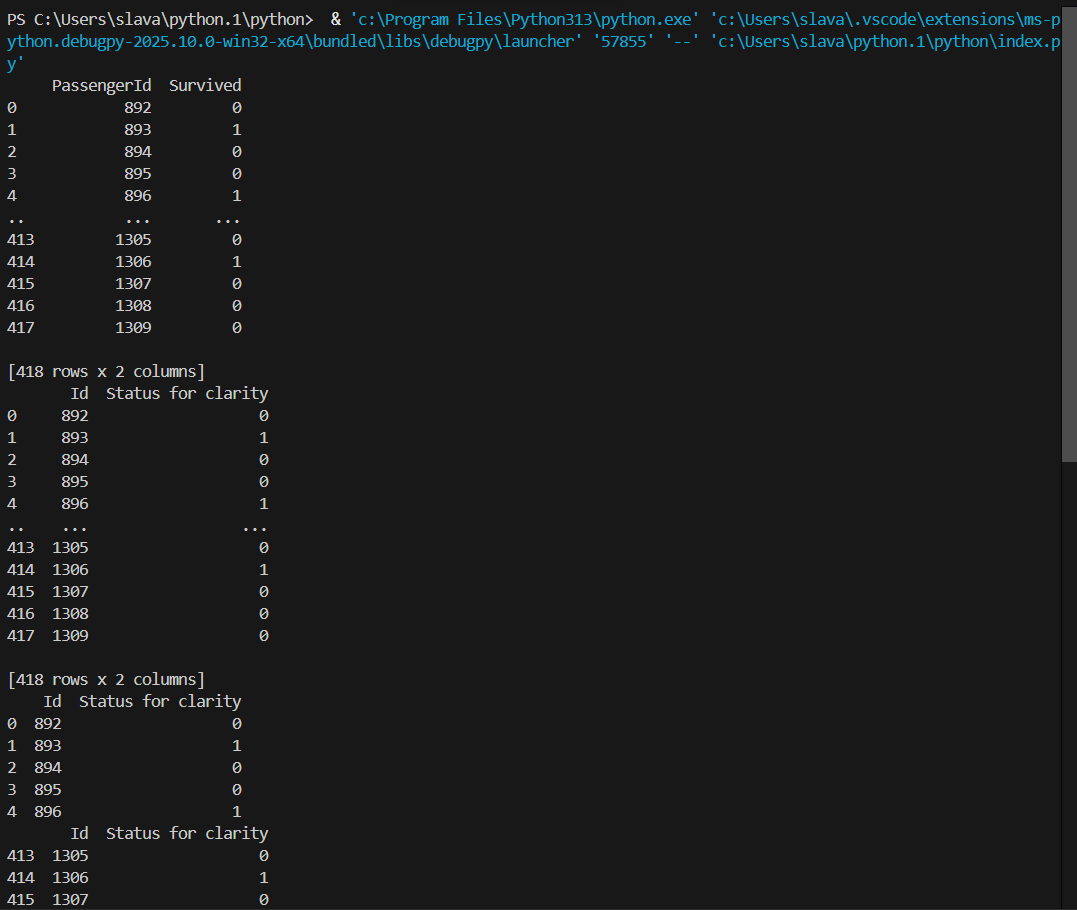 PS C:\Users\slava\python.1\python>  & 'c:\Program Files\Python313\python.exe' 'c:\Users\slava\.vscode\extensions\ms-p
ython.debugpy-2025.10.0-win32-x64\bundled\libs\debugpy\launcher' '57855' '--' 'c:\Users\slava\python.1\python\index.p
y'
     PassengerId  Survived
0            892         0
1            893         1
2            894         0
3            895         0
4            896         1
..           ...       ...
413         1305         0
414         1306         1
415         1307         0
416         1308         0
417         1309         0

[418 rows x 2 columns]
       Id  Status for clarity
0      892                   0
1      893                   1
2      894                   0
3      895                   0
4      896                   1
..    ...                 ...
413  1305                   0
414  1306                   1
415  1307                   0
416  1308                   0
417  1309                   0

[418 rows x 2 columns]
    Id  Status for clarity
0  892                   0
1  893                   1
2  894                   0
3  895                   0
4  896                   1
       Id  Status for clarity
413  1305                   0
414  1306                   1
415  1307                   0